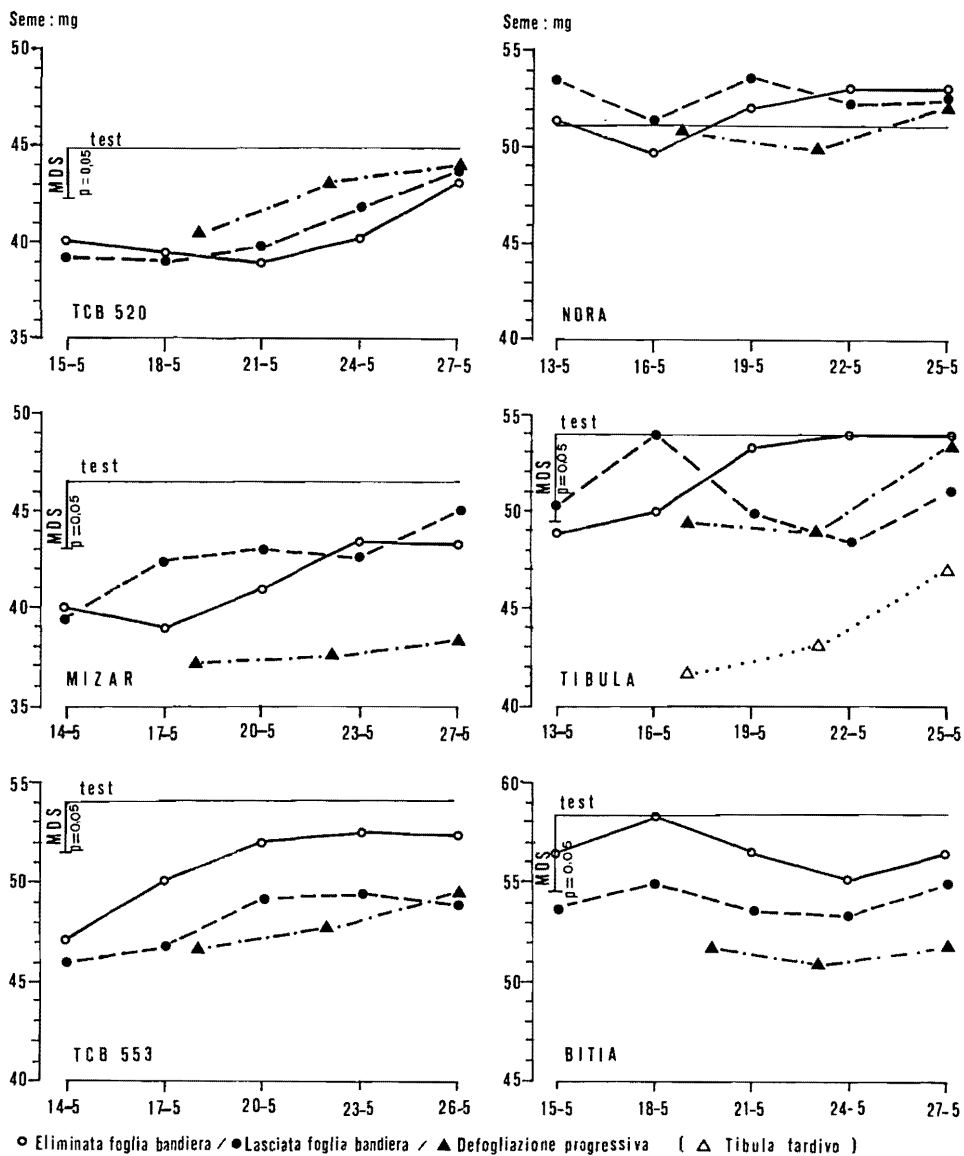 Seme : mg
50
45
40
35
test
MDS
p = 0,05
TCB 520
15-5 18-5 21-5 24-5 27-5
Seme : mg
55
50
45
40
NORA
13-5 16-5 19-5 22-5 25-5
50
45
40
35
test
MDS
p = 0,05
MIZAR
14-5 17-5 20-5 23-5 27-5
54
50
45
40
test
MDS
p = 0.05
TIBULA
13-5 16-5 19-5 22-5 25-5
55
50
45
40
test
MDS
p=0.05
TCB 553
14-5 17-5 20-5 23-5 26-5
60
55
50
45
test
MDS
p = 0.05
BITIA
15-5 18-5 21-5 24-5 27-5
Eliminata foglia bandiera / Lasciata foglia bandiera / Defogliazione progressiva ( Tibula tardivo )